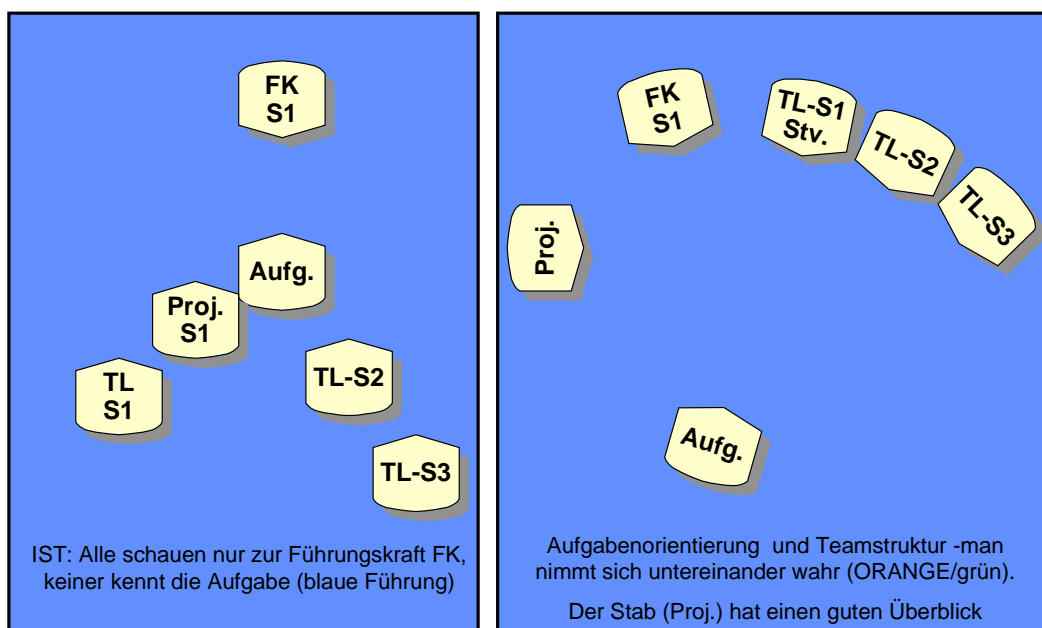 FK
S1
Aufg.
Proj.
S1
TL
S1
TL-S2
TL-S3
IST: Alle schauen nur zur Führungskraft FK,
keiner kennt die Aufgabe (blaue Führung)
FK
S1
TL-S1
Stv.
TL-S2
TL-S3
Proj.
Aufg.
Aufgabenorientierung und Teamstruktur -man
nimmt sich untereinander wahr (ORANGE/grün).
Der Stab (Proj.) hat einen guten Überblick